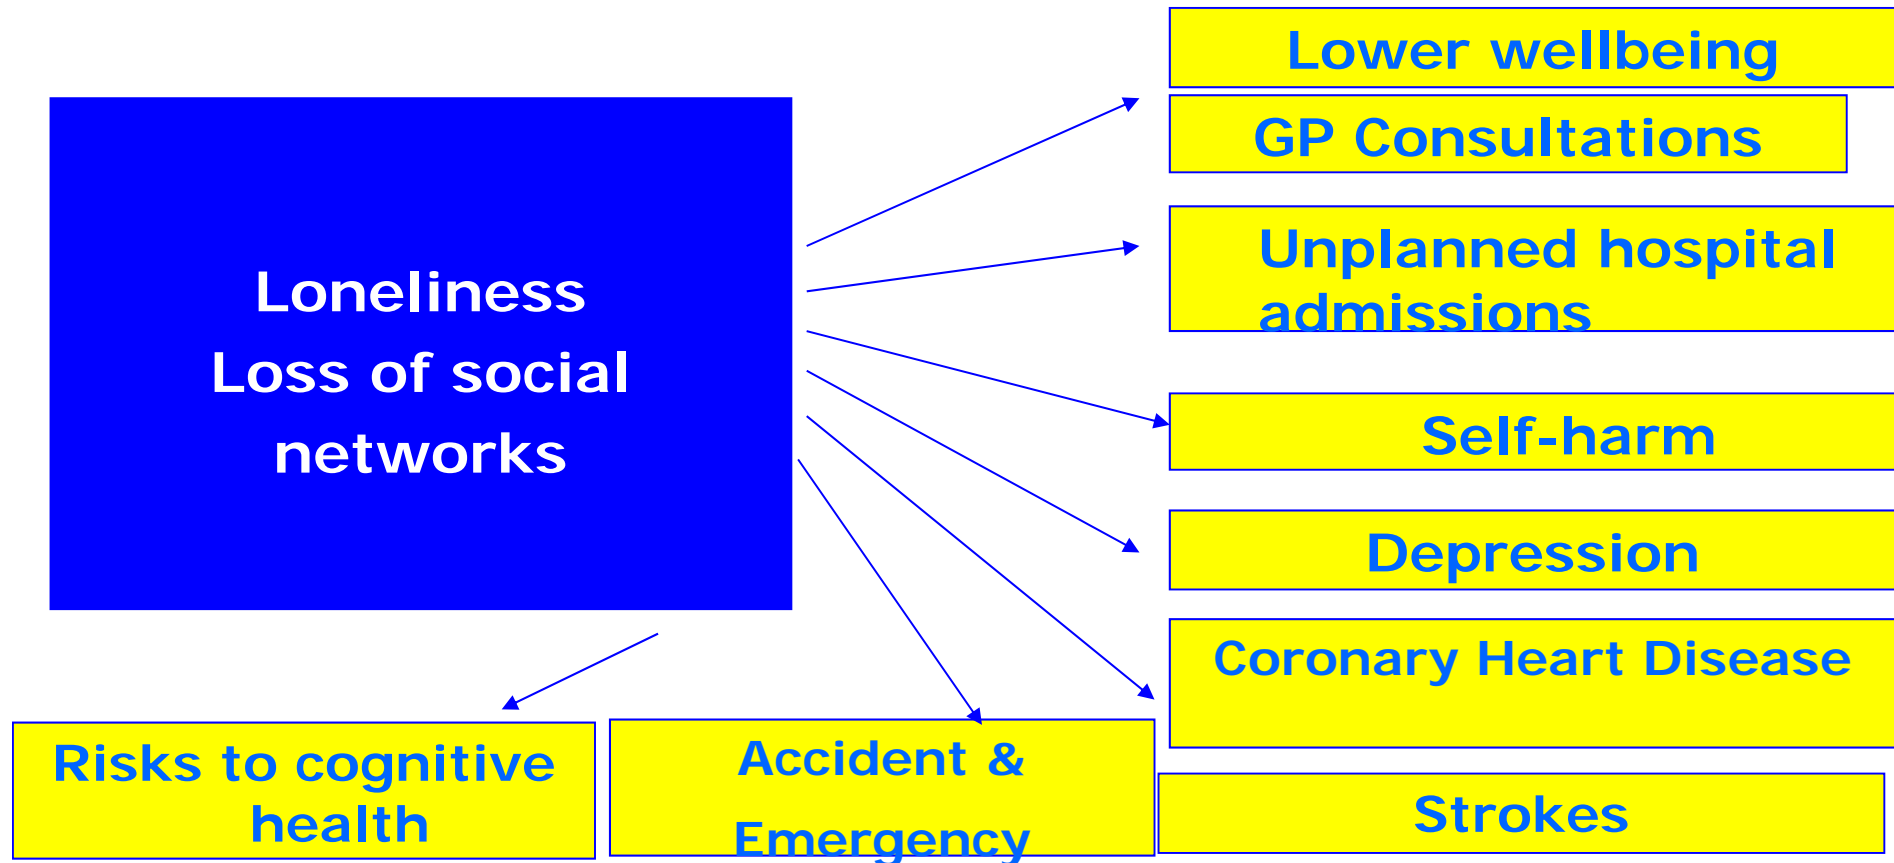 Loneliness
Loss of social
networks
Lower wellbeing
GP Consultations
Unplanned hospital
admissions
Self-harm
Depression
Coronary Heart Disease
Strokes
Accident &
Emergency
Risks to cognitive
health